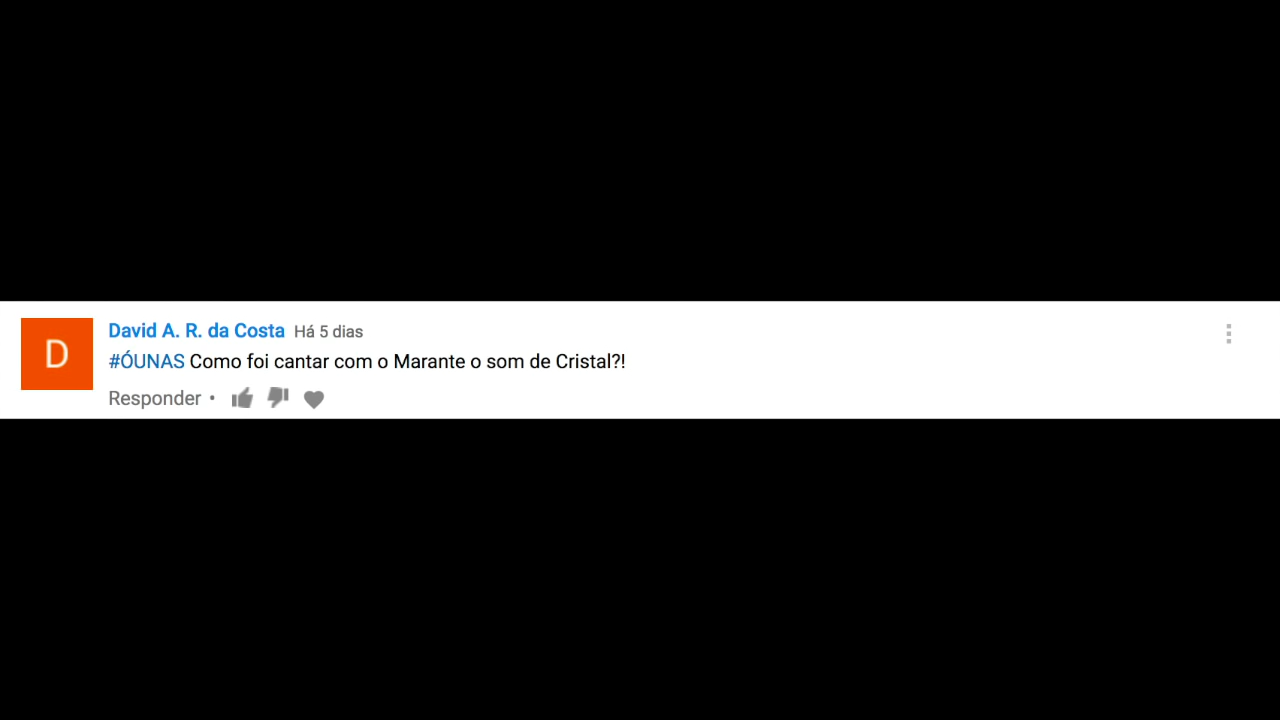 D
David A. R. da Costa Há 5 dias
#ÓUNAS Como foi cantar com o Marante o som de Cristal?!
Responder •